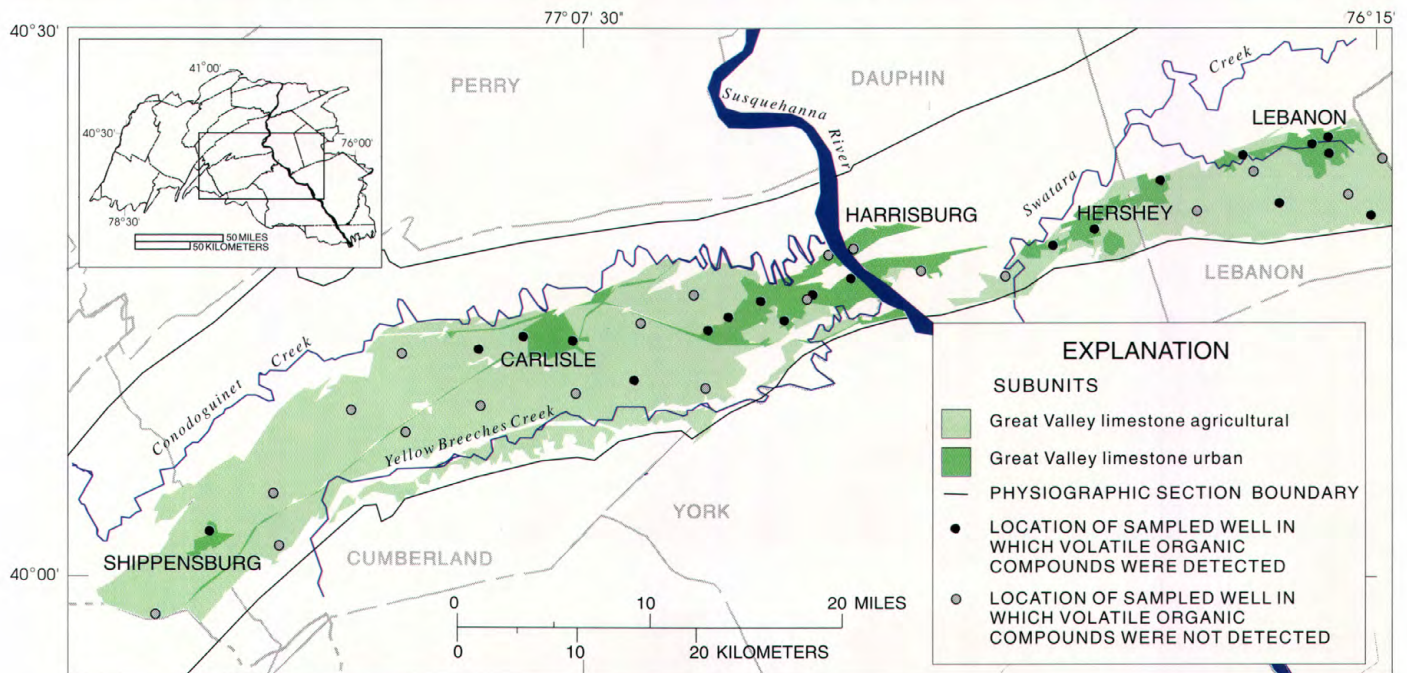 40°30'
77°07'30"
76°15'
41°00'
40°30'
76°00'
78°30'
50 MILES
50 KILOMETERS
PERRY
DAUPHIN
Susquehanna River
Creek
LEBANON
Swatara
HARRISBURG
HERSHEY
LEBANON
Conodoguinet Creek
CARLISLE
Yellow Breeches Creek
YORK
CUMBERLAND
SHIPPENSBURG
40°00'
0 10 20 MILES
0 10 20 KILOMETERS
EXPLANATION
SUBUNITS
Great Valley limestone agricultural
Great Valley limestone urban
PHYSIOGRAPHIC SECTION BOUNDARY
LOCATION OF SAMPLED WELL IN
WHICH VOLATILE ORGANIC
COMPOUNDS WERE DETECTED
LOCATION OF SAMPLED WELL IN
WHICH VOLATILE ORGANIC
COMPOUNDS WERE NOT DETECTED